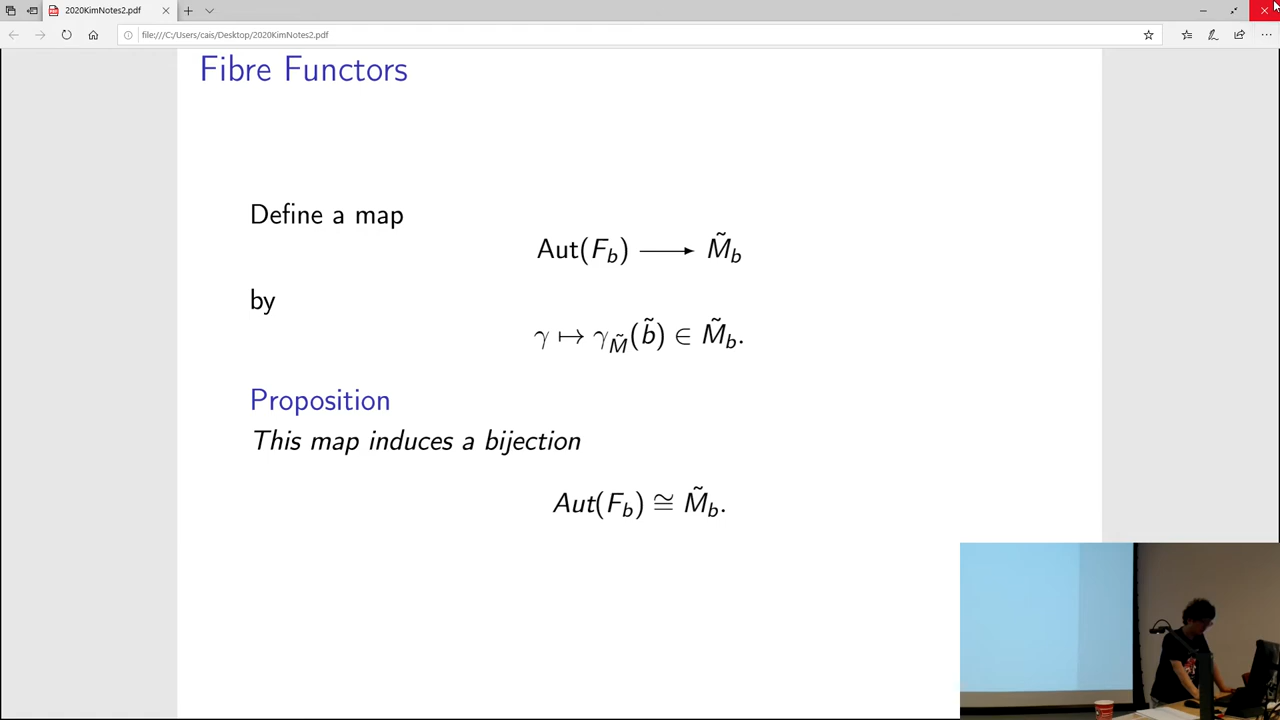 2020KimNotes2.pdf
file:///C:/Users/cais/Desktop/2020KimNotes2.pdf
Fibre Functors
Define a map
Aut(F_b) ⟶ M̃_b
by
γ ↦ γ_M̃(b̃) ∈ M̃_b.
Proposition
This map induces a bijection
Aut(F_b) ≅ M̃_b.